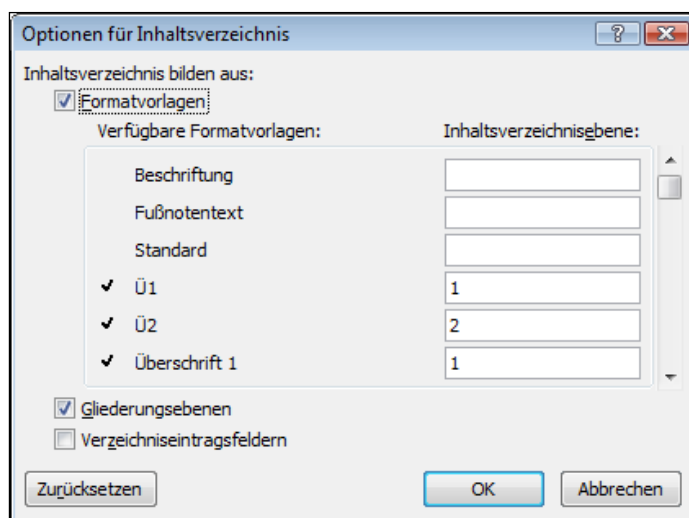 Optionen für Inhaltsverzeichnis
Inhaltsverzeichnis bilden aus:
Formatvorlagen
Verfügbare Formatvorlagen: Inhaltsverzeichnisebene:
Beschriftung
Fußnotentext
Standard
Ü1 1
Ü2 2
Überschrift 1 1
Gliederungsebenen
Verzeichniseintragsfeldern
Zurücksetzen OK Abbrechen